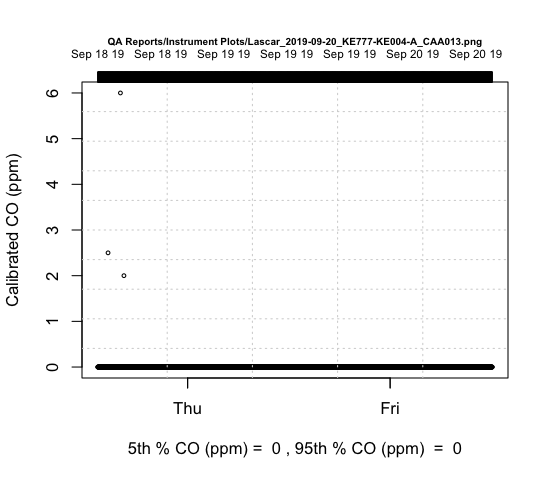 QA Reports/Instrument Plots/Lascar_2019-09-20_KE777-KE004-A_CAA013.png
Sep 18 19 Sep 18 19 Sep 19 19 Sep 19 19 Sep 19 19 Sep 20 19 Sep 20 19
6
5
4
3
2
1
0
Calibrated CO (ppm)
Thu Fri
5th % CO (ppm) = 0 , 95th % CO (ppm) = 0